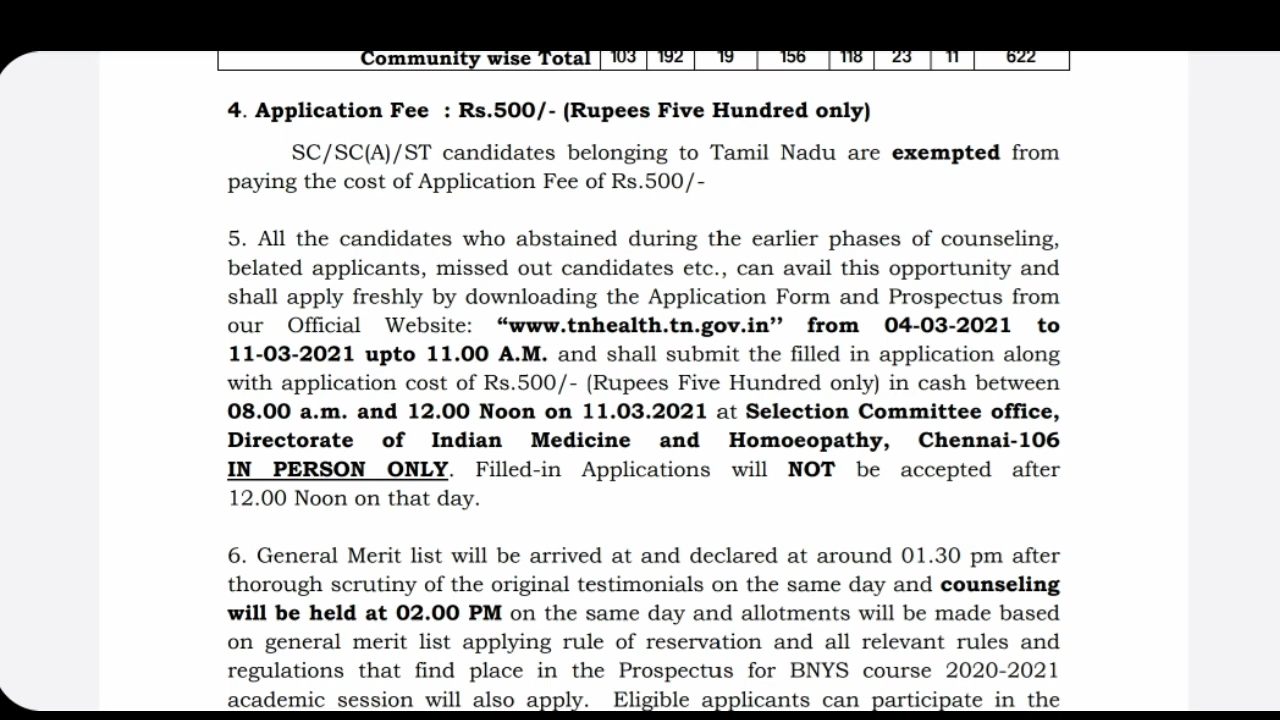 Community wise Total 103 192 19 156 118 23 11 622
4. Application Fee : Rs.500/- (Rupees Five Hundred only)
SC/SC(A)/ST candidates belonging to Tamil Nadu are exempted from
paying the cost of Application Fee of Rs.500/-
5. All the candidates who abstained during the earlier phases of counseling,
belated applicants, missed out candidates etc., can avail this opportunity and
shall apply freshly by downloading the Application Form and Prospectus from
our Official Website: “www.tnhealth.tn.gov.in’’ from 04-03-2021 to
11-03-2021 upto 11.00 A.M. and shall submit the filled in application along
with application cost of Rs.500/- (Rupees Five Hundred only) in cash between
08.00 a.m. and 12.00 Noon on 11.03.2021 at Selection Committee office,
Directorate of Indian Medicine and Homoeopathy, Chennai-106
IN PERSON ONLY. Filled-in Applications will NOT be accepted after
12.00 Noon on that day.
6. General Merit list will be arrived at and declared at around 01.30 pm after
thorough scrutiny of the original testimonials on the same day and counseling
will be held at 02.00 PM on the same day and allotments will be made based
on general merit list applying rule of reservation and all relevant rules and
regulations that find place in the Prospectus for BNYS course 2020-2021
academic session will also apply. Eligible applicants can participate in the